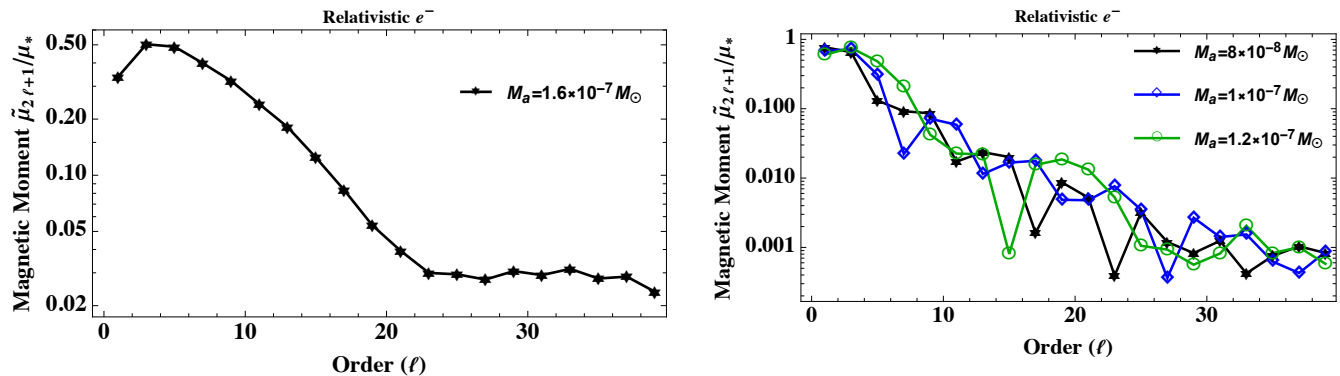 Relativistic e⁻
Magnetic Moment μ̃₂ℓ₊₁/μ*
0.50
0.20
0.10
0.05
0.02
Mₐ=1.6×10⁻⁷M☉
0
10
20
30
Order (ℓ)
Relativistic e⁻
Magnetic Moment μ̃₂ℓ₊₁/μ*
1
0.100
0.010
0.001
Mₐ=8×10⁻⁸M☉
Mₐ=1×10⁻⁷M☉
Mₐ=1.2×10⁻⁷M☉
0
10
20
30
Order (ℓ)